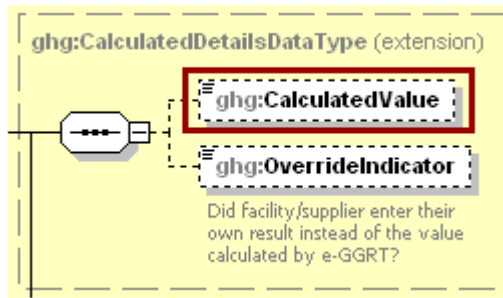 ghg:CalculatedDetailsDataType (extension)
ghg:CalculatedValue
ghg:OverrideIndicator
Did facility/supplier enter their
own result instead of the value
calculated by e-GGRT?